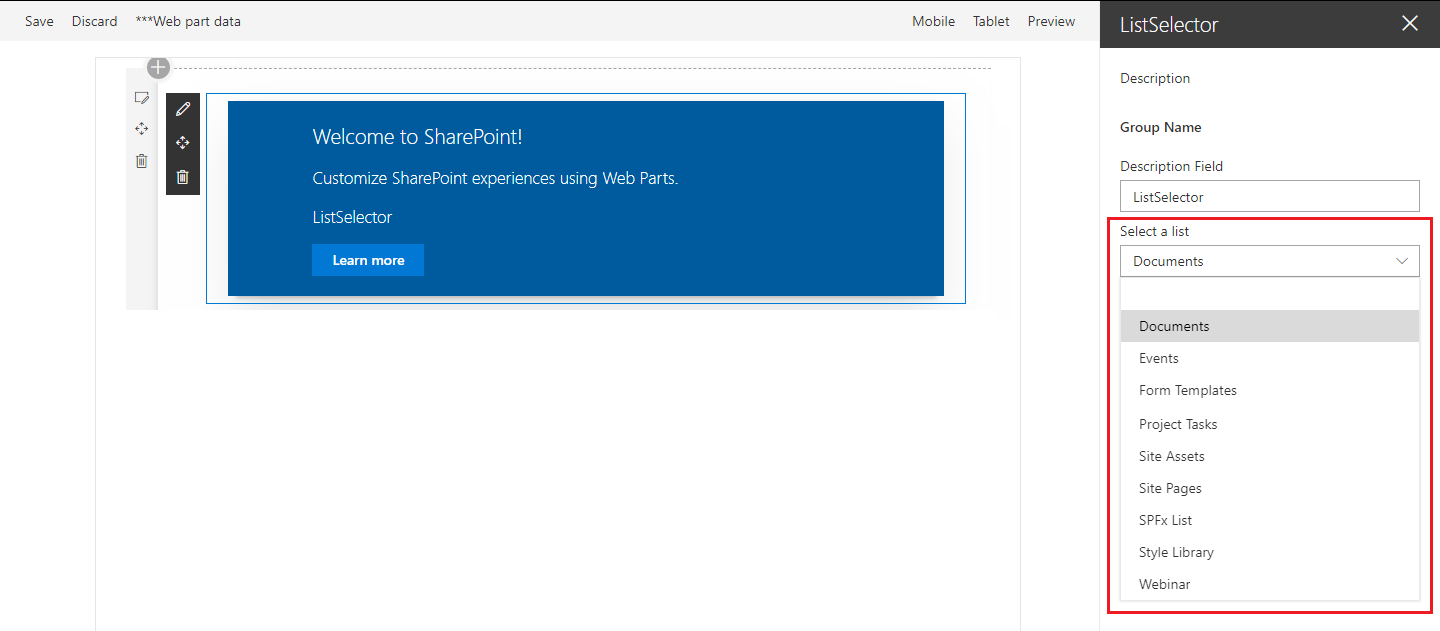 Save Discard ***Web part data Mobile Tablet Preview
Welcome to SharePoint!
Customize SharePoint experiences using Web Parts.
ListSelector
Learn more
ListSelector
Description
Group Name
Description Field
ListSelector
Select a list
Documents
Documents
Events
Form Templates
Project Tasks
Site Assets
Site Pages
SPFx List
Style Library
Webinar